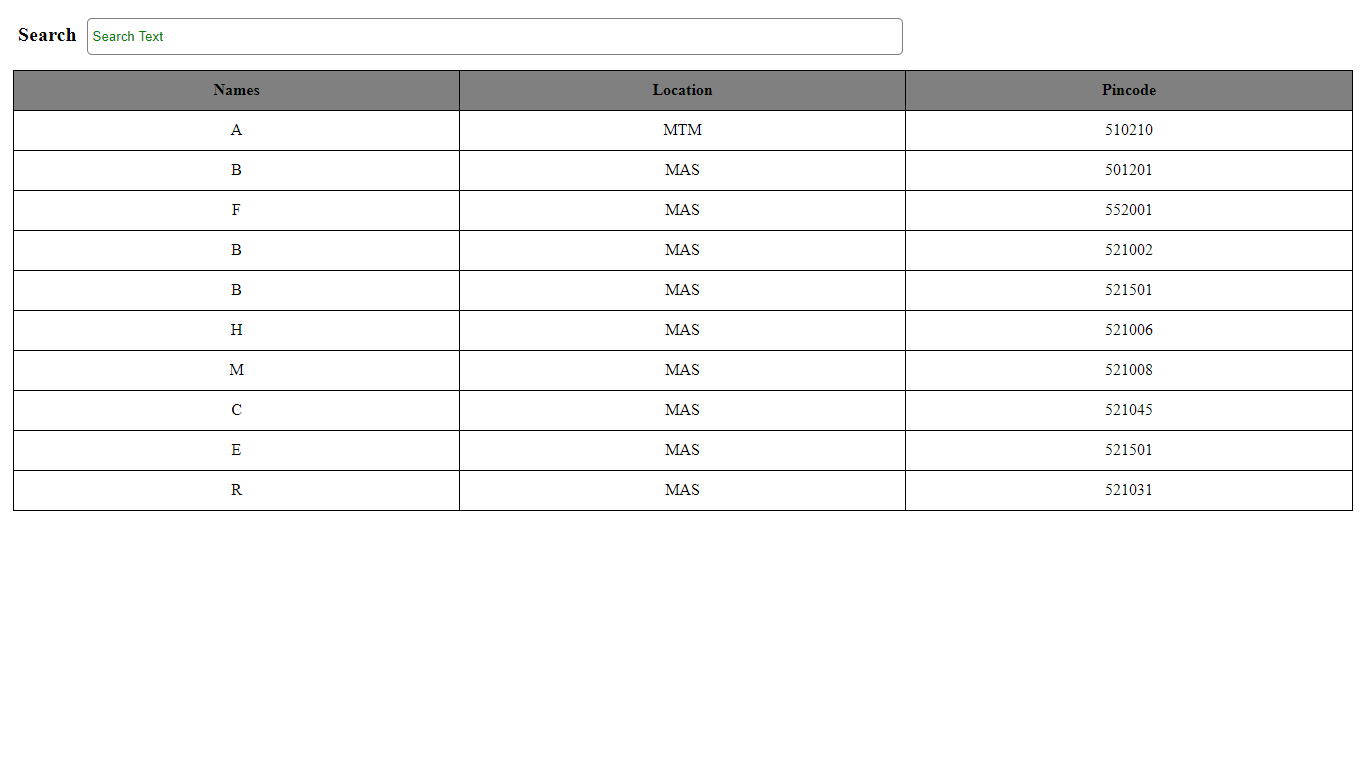 Search Search Text
Names Location Pincode
A MTM 510210
B MAS 501201
F MAS 552001
B MAS 521002
B MAS 521501
H MAS 521006
M MAS 521008
C MAS 521045
E MAS 521501
R MAS 521031